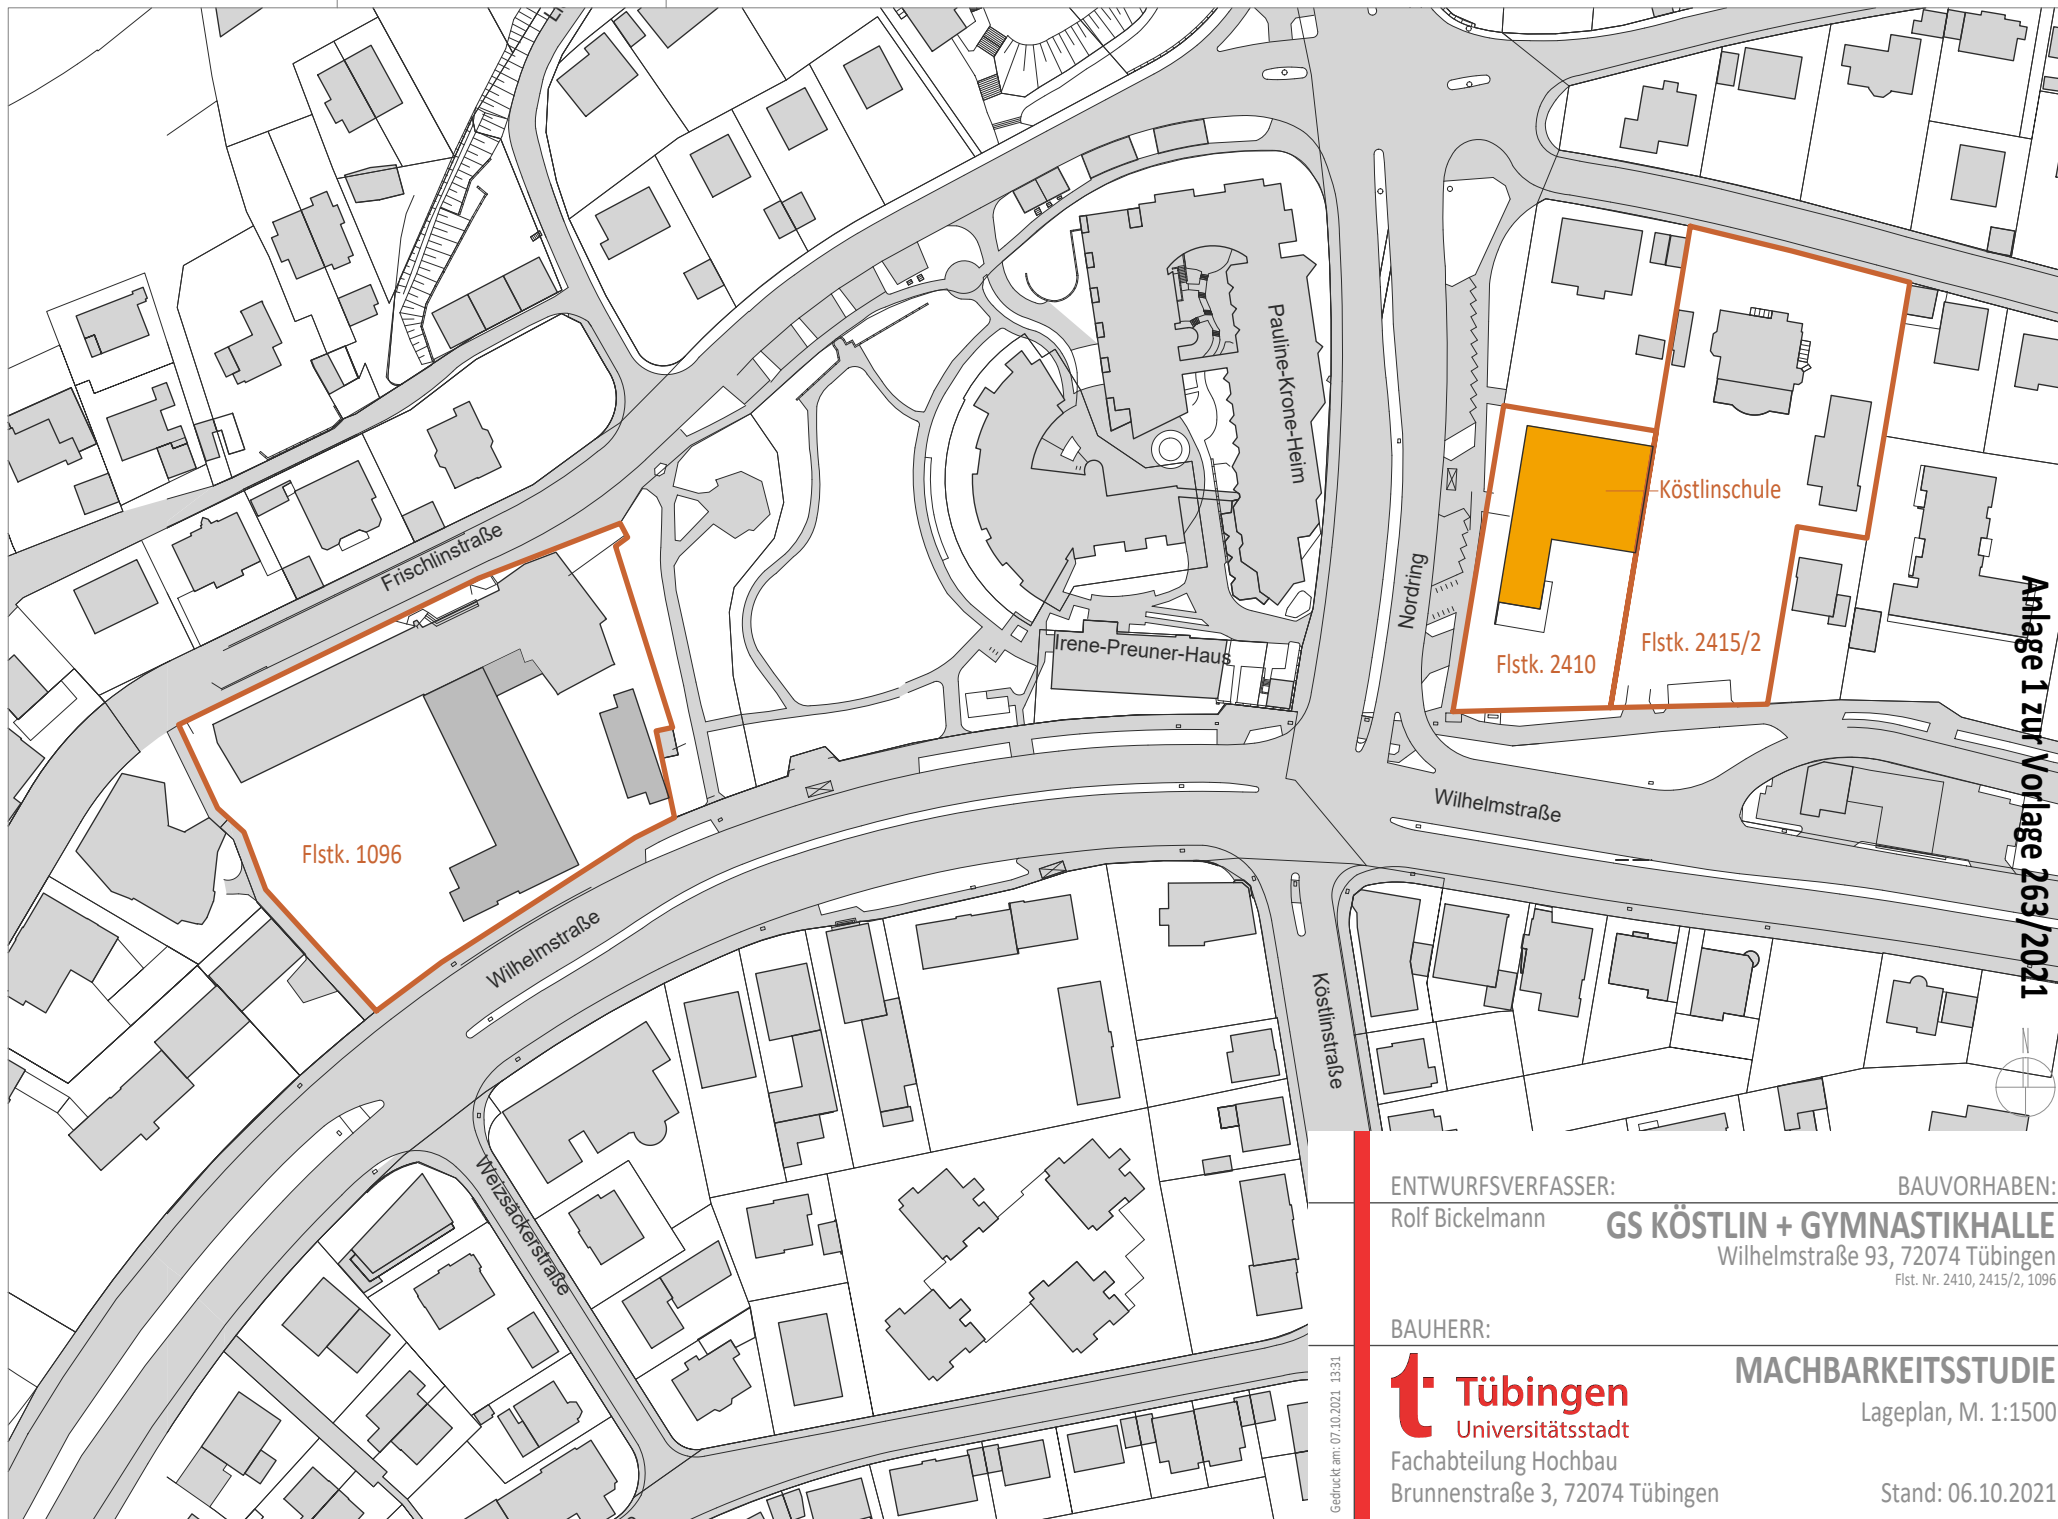 Pauline-Krone-Heim
Köstlinschule
Frischlinstraße
Nordring
Irene-Preuner-Haus
Flstk. 2410
Flstk. 2415/2
Flstk. 1096
Wilhelmstraße
Wilhelmstraße
Köstlinstraße
Weizsäckerstraße
Anlage 1 zur Vorlage 263/2021
N
ENTWURFSVERFASSER:
BAUVORHABEN:
Rolf Bickelmann
GS KÖSTLIN + GYMNASTIKHALLE
Wilhelmstraße 93, 72074 Tübingen
Flst. Nr. 2410, 2415/2, 1096
BAUHERR:
t Tübingen
Universitätsstadt
MACHBARKEITSSTUDIE
Lageplan, M. 1:1500
Fachabteilung Hochbau
Brunnenstraße 3, 72074 Tübingen
Stand: 06.10.2021
Gedruckt am: 07.10.2021 13:31